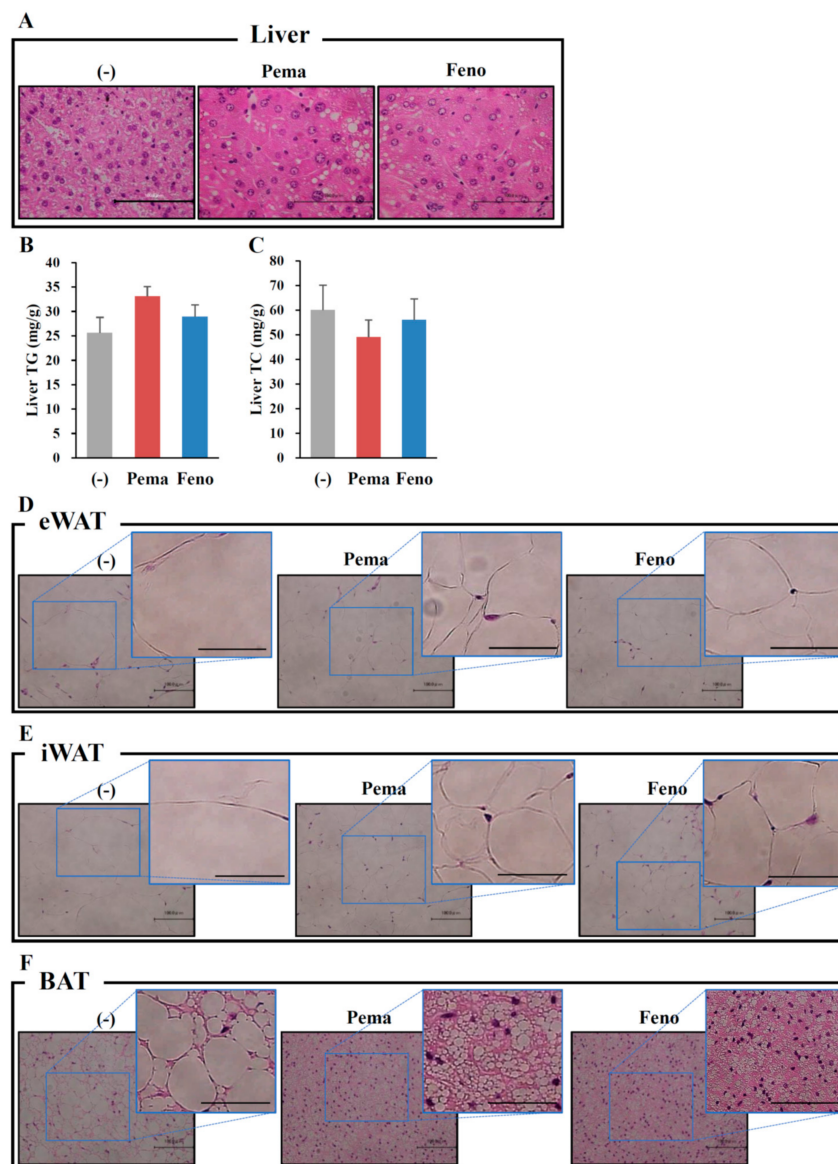 A
Liver
(-)
Pema
Feno
B
C
40
35
30
25
20
15
10
5
0
Liver TG (mg/g)
(-)
Pema
Feno
80
70
60
50
40
30
20
10
0
Liver TC (mg/g)
(-)
Pema
Feno
D
eWAT
(-)
Pema
Feno
E
iWAT
(-)
Pema
Feno
F
BAT
(-)
Pema
Feno